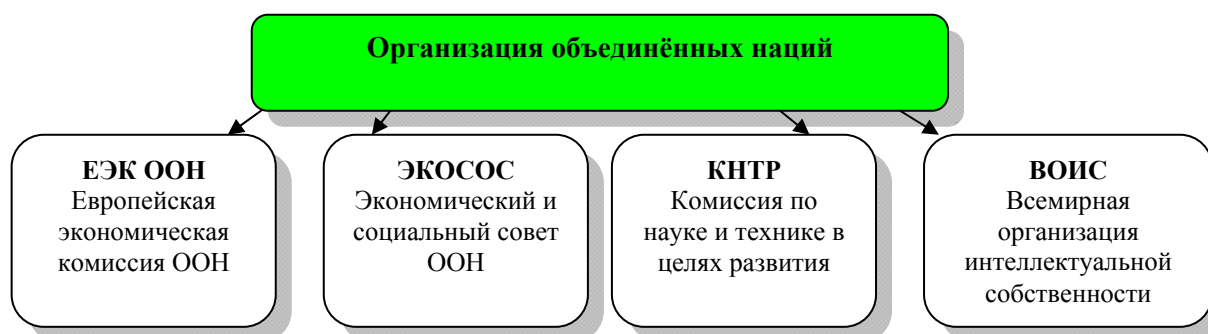 Организация объединённых наций
ЕЭК ООН
Европейская
экономическая
комиссия ООН
ЭКОСОС
Экономический и
социальный совет
ООН
КНТР
Комиссия по
науке и технике в
целях развития
ВОИС
Всемирная
организация
интеллектуальной
собственности